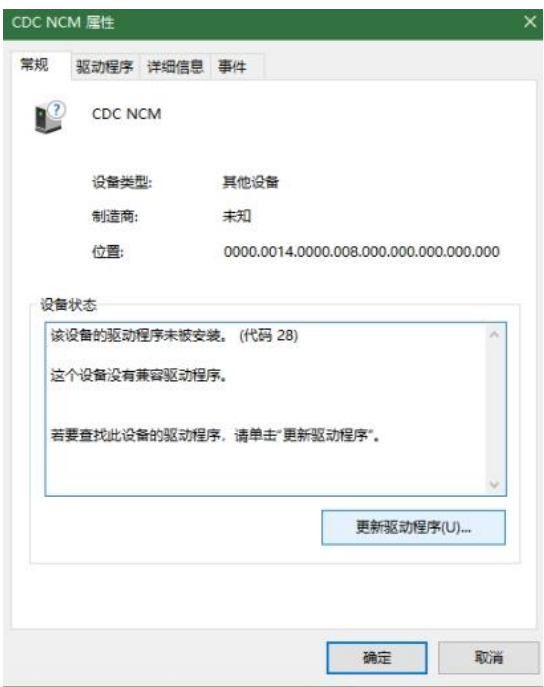 CDC NCM 属性
常规 驱动程序 详细信息 事件
CDC NCM
设备类型: 其他设备
制造商: 未知
位置: 0000.0014.0000.008.000.000.000.000.000
设备状态
该设备的驱动程序未被安装。 (代码 28)
这个设备没有兼容驱动程序。
若要查找此设备的驱动程序，请单击"更新驱动程序"。
更新驱动程序(U)...
确定 取消